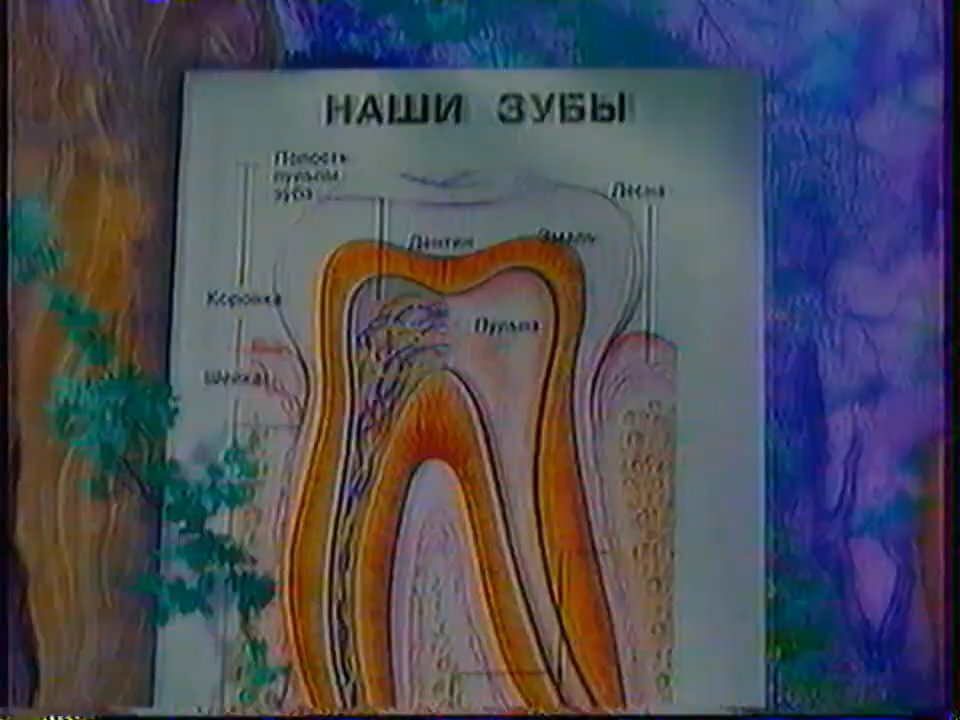 НАШИ ЗУБЫ
Полость
пульпы
зуба
Десна
Дентин
Эмаль
Коронка
Пульпа
Шейка